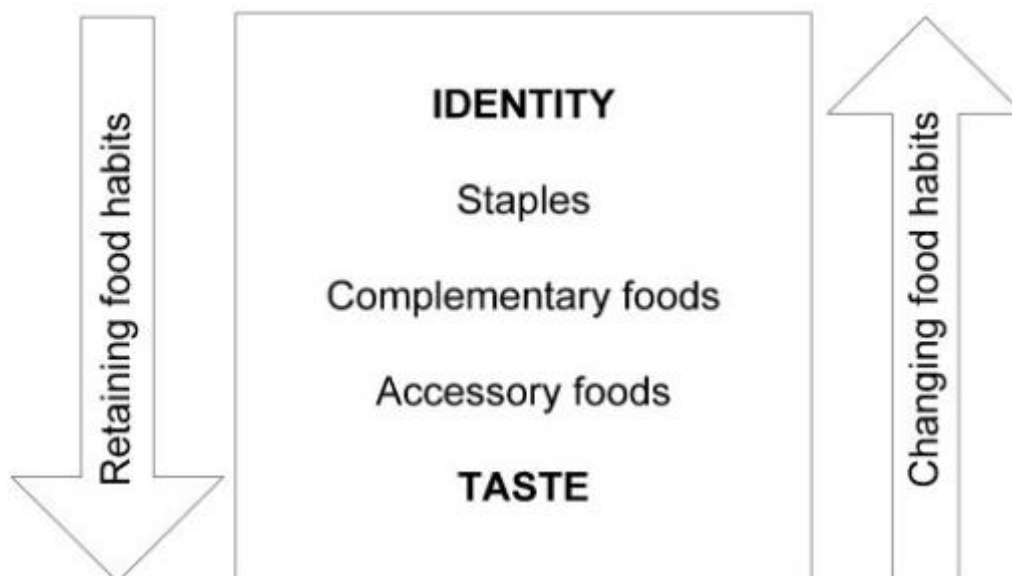 Retaining food habits
IDENTITY
Staples
Complementary foods
Accessory foods
TASTE
Changing food habits